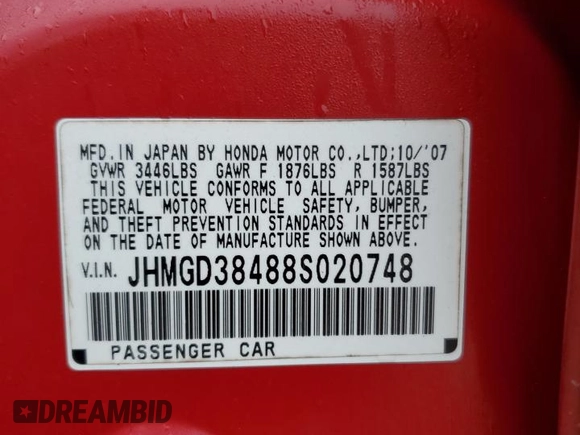 MFD.IN JAPAN BY HONDA MOTOR CO.,LTD;10/'07
GVWR 3446LBS GAWR F 1876LBS R 1587LBS
THIS VEHICLE CONFORMS TO ALL APPLICABLE
FEDERAL MOTOR VEHICLE SAFETY, BUMPER,
AND THEFT PREVENTION STANDARDS IN EFFECT
ON THE DATE OF MANUFACTURE SHOWN ABOVE.
V.I.N. JHMGD38488S020748
PASSENGER CAR
DREAMBID